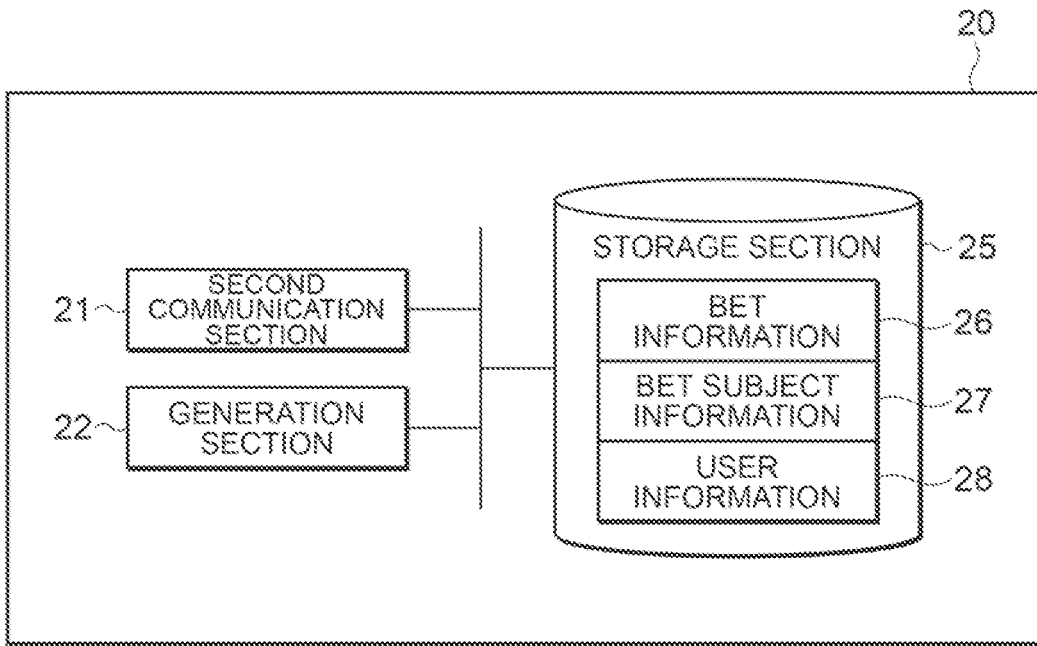 20
STORAGE SECTION
25
21
SECOND
COMMUNICATION
SECTION
BET
INFORMATION
26
22
GENERATION
SECTION
BET SUBJECT
INFORMATION
27
USER
INFORMATION
28